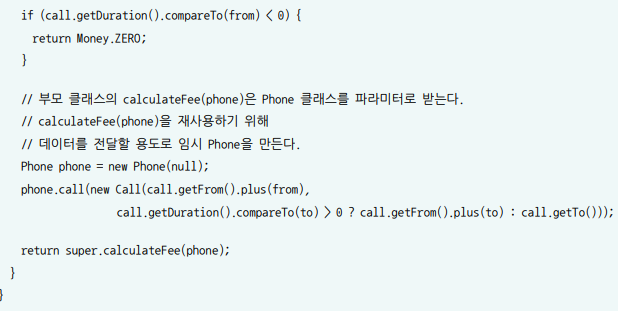 if (call.getDuration().compareTo(from) < 0) {
return Money.ZERO;
}
// 부모 클래스의 calculateFee(phone)은 Phone 클래스를 파라미터로 받는다.
// calculateFee(phone)을 재사용하기 위해
// 데이터를 전달할 용도로 임시 Phone을 만든다.
Phone phone = new Phone(null);
phone.call(new Call(call.getFrom().plus(from),
call.getDuration().compareTo(to) > 0 ? call.getFrom().plus(to) : call.getTo()));
return super.calculateFee(phone);
}
}